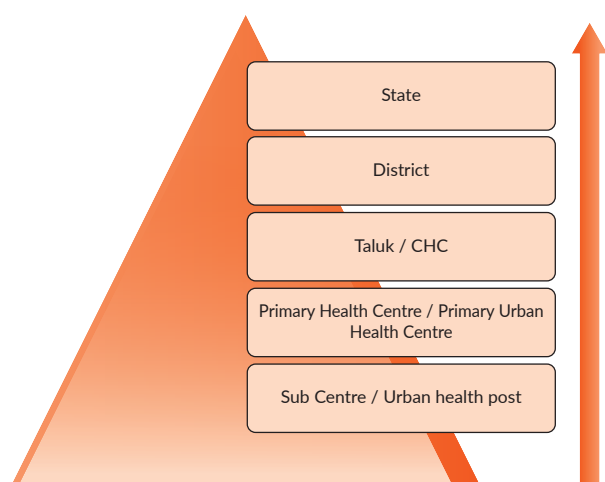 State
District
Taluk / CHC
Primary Health Centre / Primary Urban
Health Centre
Sub Centre / Urban health post